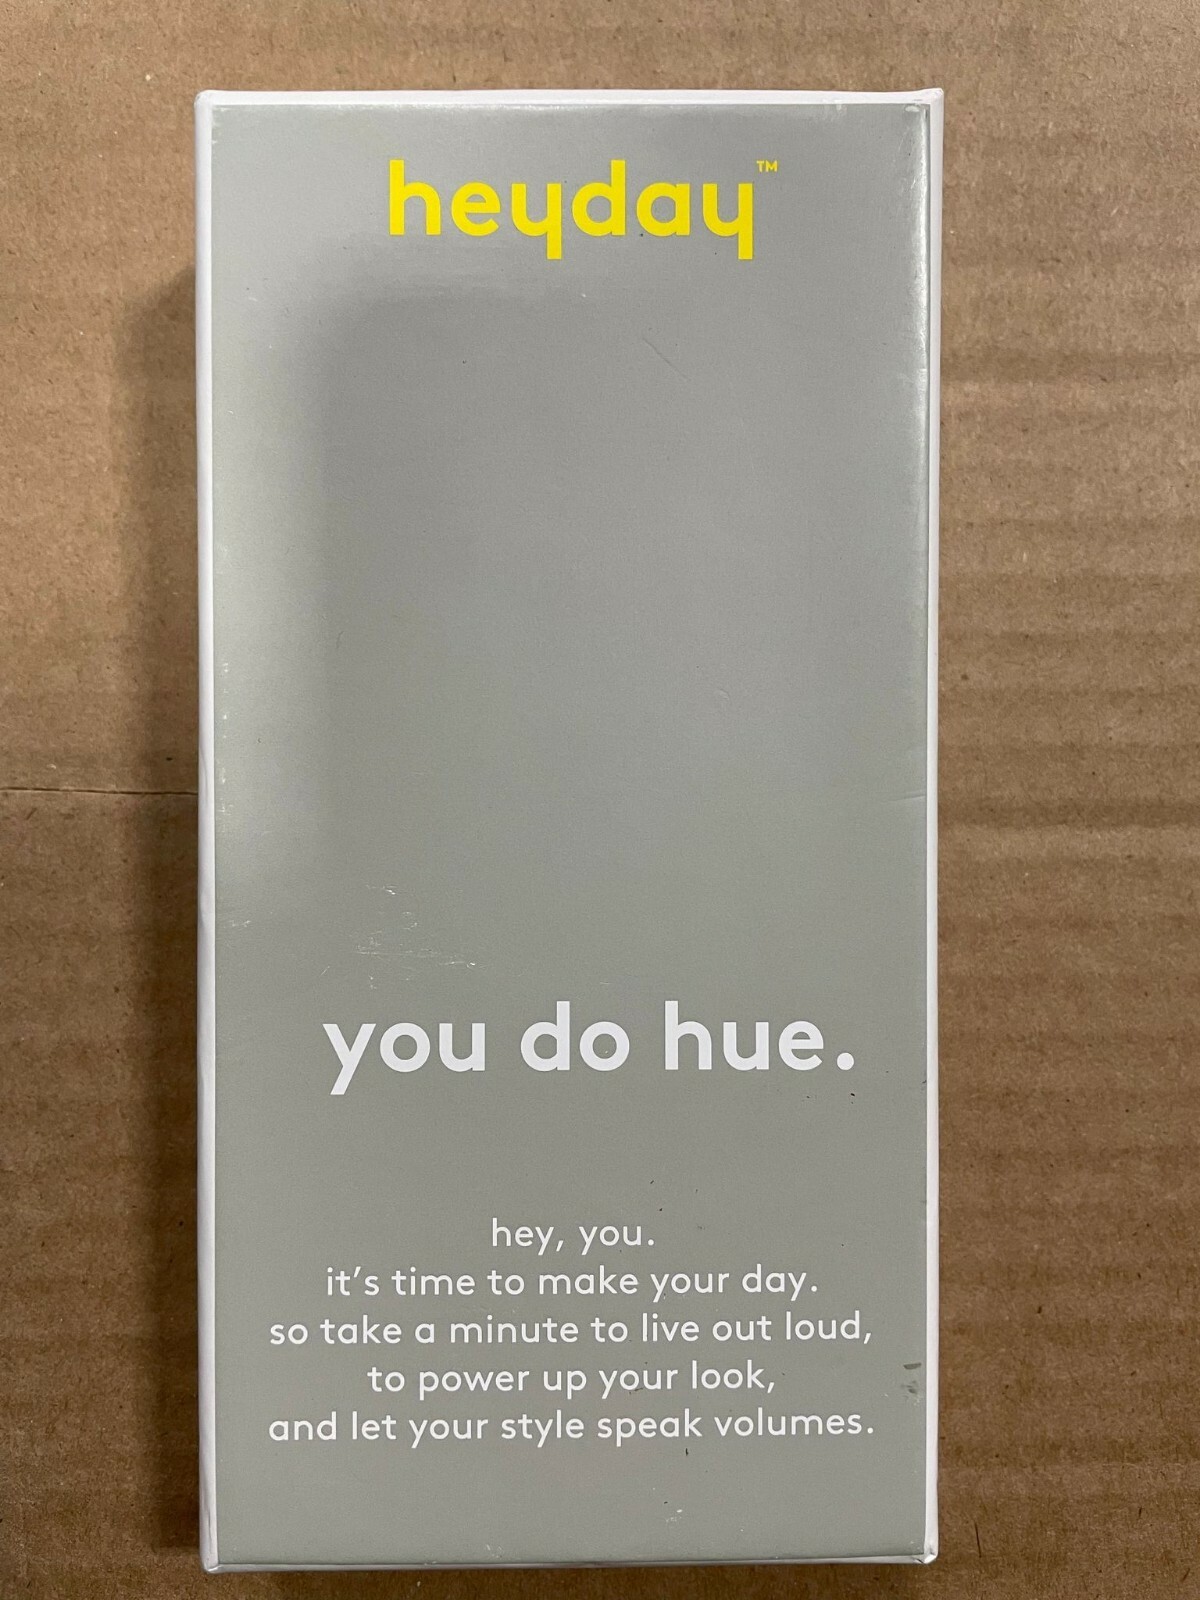 heyday™
you do hue.
hey, you.
it's time to make your day.
so take a minute to live out loud,
to power up your look,
and let your style speak volumes.